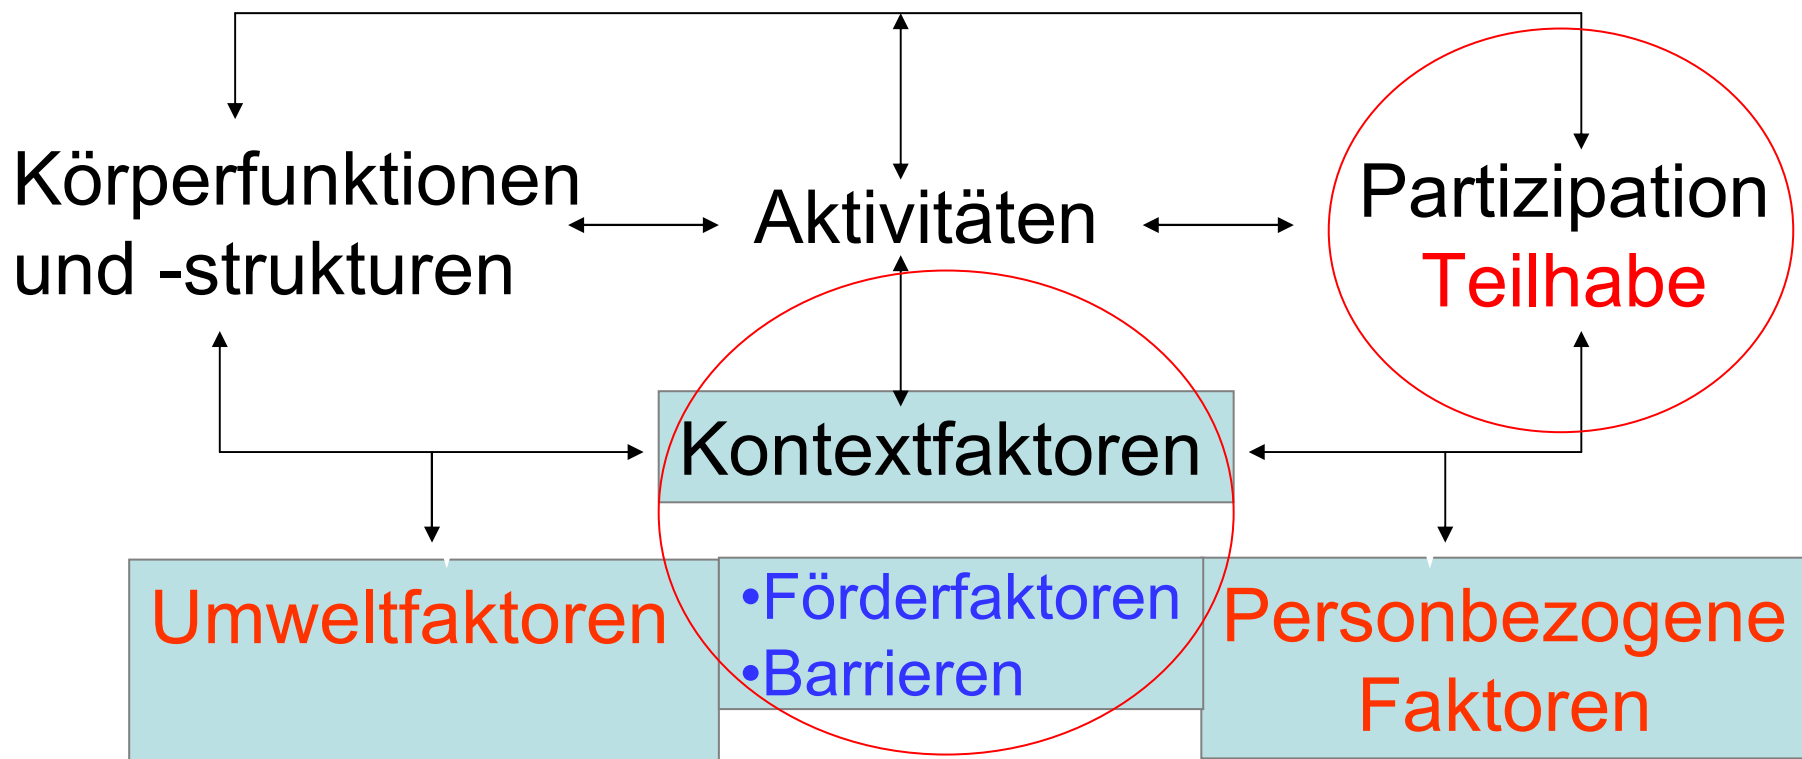 Körperfunktionen
und -strukturen
Aktivitäten
Partizipation
Teilhabe
Kontextfaktoren
Umweltfaktoren
•Förderfaktoren
•Barrieren
Personbezogene
Faktoren